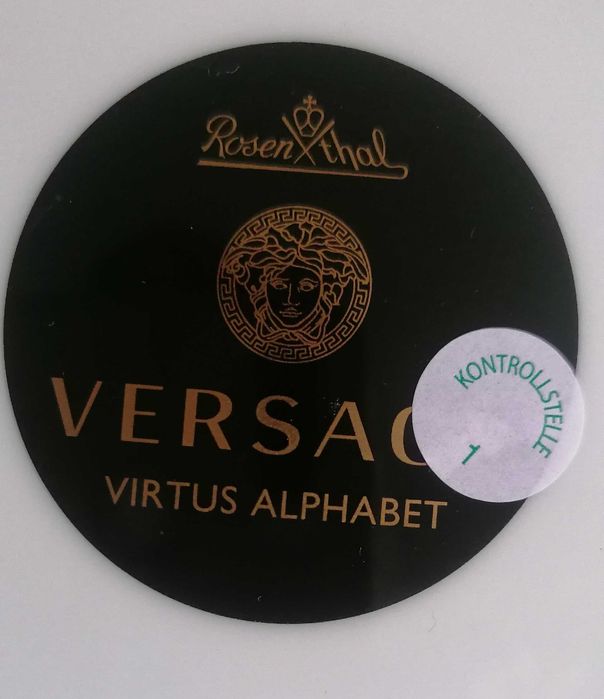 Rosenthal
VERSAC
VIRTUS ALPHABET
KONTROLLSTELLE
1